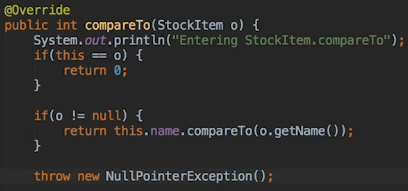 @Override
public int compareTo(StockItem o) {
System.out.println("Entering StockItem.compareTo");
if(this == o) {
return 0;
}
if(o != null) {
return this.name.compareTo(o.getName());
}
throw new NullPointerException();